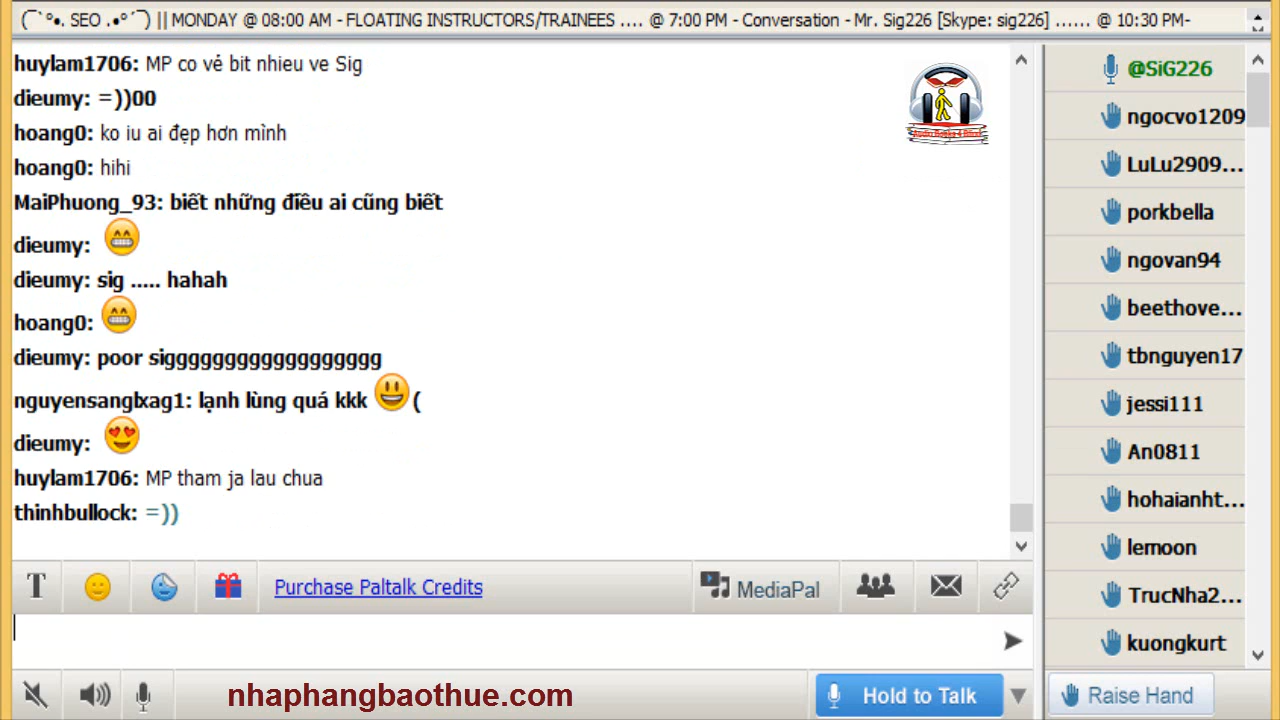 (¯`°•. SEO .•°´¯) || MONDAY @ 08:00 AM - FLOATING INSTRUCTORS/TRAINEES .... @ 7:00 PM - Conversation - Mr. Sig226 [Skype: sig226] ...... @ 10:30 PM-
huylam1706: MP co vẻ bit nhieu ve Sig
dieumy: =))00
hoang0: ko iu ai đẹp hơn mình
hoang0: hihi
MaiPhuong_93: biết những điều ai cũng biết
dieumy: 😁
dieumy: sig ..... hahah
hoang0: 😁
dieumy: poor sigggggggggggggggggg
nguyensanglxag1: lạnh lùng quá kkk 😃 (
dieumy: 😍
huylam1706: MP tham ja lau chua
thinhbullock: =))
T
Purchase Paltalk Credits
MediaPal
nhaphangbaothue.com
Hold to Talk
@SiG226
ngocvo1209
LuLu2909...
porkbella
ngovan94
beethove...
tbnguyen17
jessi111
An0811
hohaianht...
lemoon
TrucNha2...
kuongkurt
Raise Hand